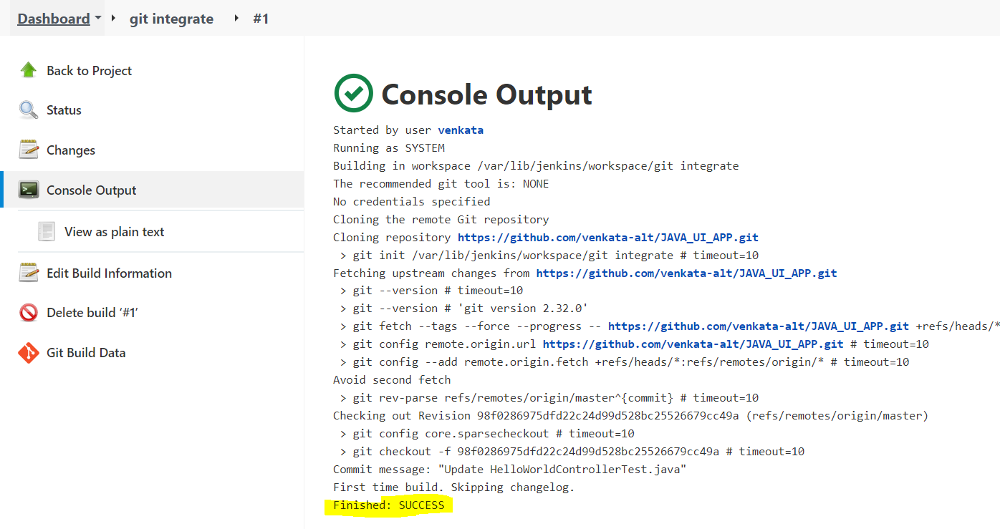 Dashboard git integrate #1
Back to Project
Status
Changes
Console Output
View as plain text
Edit Build Information
Delete build ‘#1’
Git Build Data
Console Output
Started by user venkata
Running as SYSTEM
Building in workspace /var/lib/jenkins/workspace/git integrate
The recommended git tool is: NONE
No credentials specified
Cloning the remote Git repository
Cloning repository https://github.com/venkata-alt/JAVA_UI_APP.git
 > git init /var/lib/jenkins/workspace/git integrate # timeout=10
Fetching upstream changes from https://github.com/venkata-alt/JAVA_UI_APP.git
 > git --version # timeout=10
 > git --version # 'git version 2.32.0'
 > git fetch --tags --force --progress -- https://github.com/venkata-alt/JAVA_UI_APP.git +refs/heads/*
 > git config remote.origin.url https://github.com/venkata-alt/JAVA_UI_APP.git # timeout=10
 > git config --add remote.origin.fetch +refs/heads/*:refs/remotes/origin/* # timeout=10
Avoid second fetch
 > git rev-parse refs/remotes/origin/master^{commit} # timeout=10
Checking out Revision 98f0286975dfd22c24d99d528bc25526679cc49a (refs/remotes/origin/master)
 > git config core.sparsecheckout # timeout=10
 > git checkout -f 98f0286975dfd22c24d99d528bc25526679cc49a # timeout=10
Commit message: "Update HelloWorldControllerTest.java"
First time build. Skipping changelog.
Finished: SUCCESS